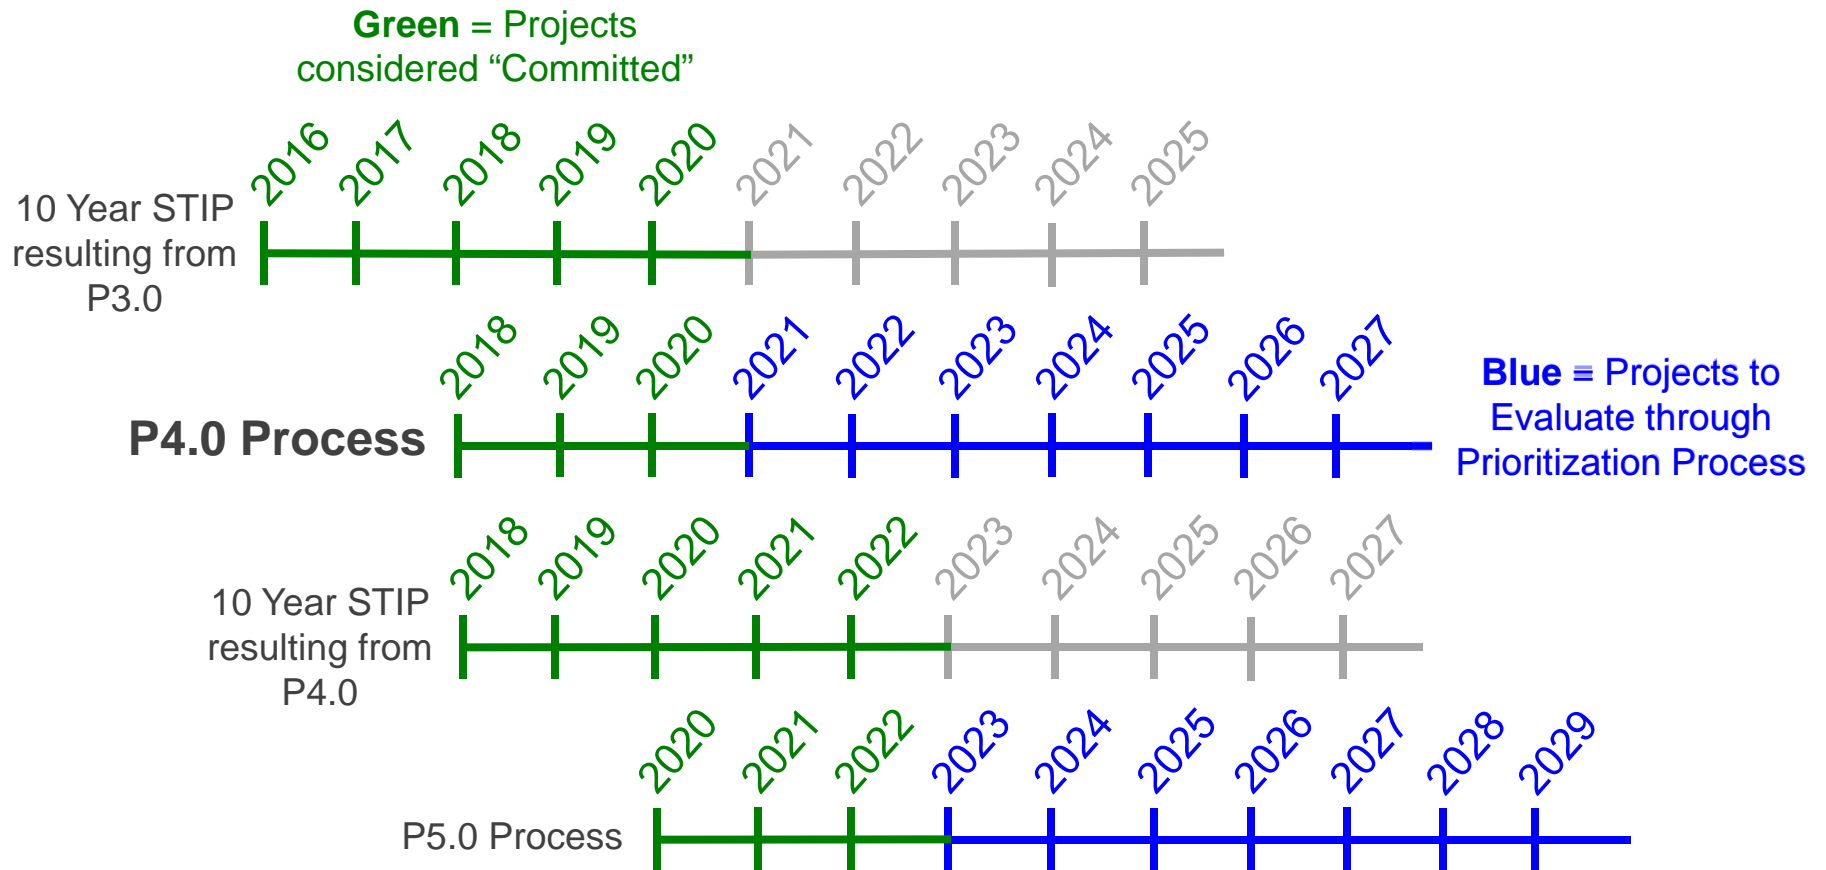 Green = Projects
considered “Committed”
2016 2017 2018 2019 2020 2021 2022 2023 2024 2025
10 Year STIP
resulting from
P3.0
2018 2019 2020 2021 2022 2023 2024 2025 2026 2027
P4.0 Process
Blue = Projects to
Evaluate through
Prioritization Process
2018 2019 2020 2021 2022 2023 2024 2025 2026 2027
10 Year STIP
resulting from
P4.0
2020 2021 2022 2023 2024 2025 2026 2027 2028 2029
P5.0 Process